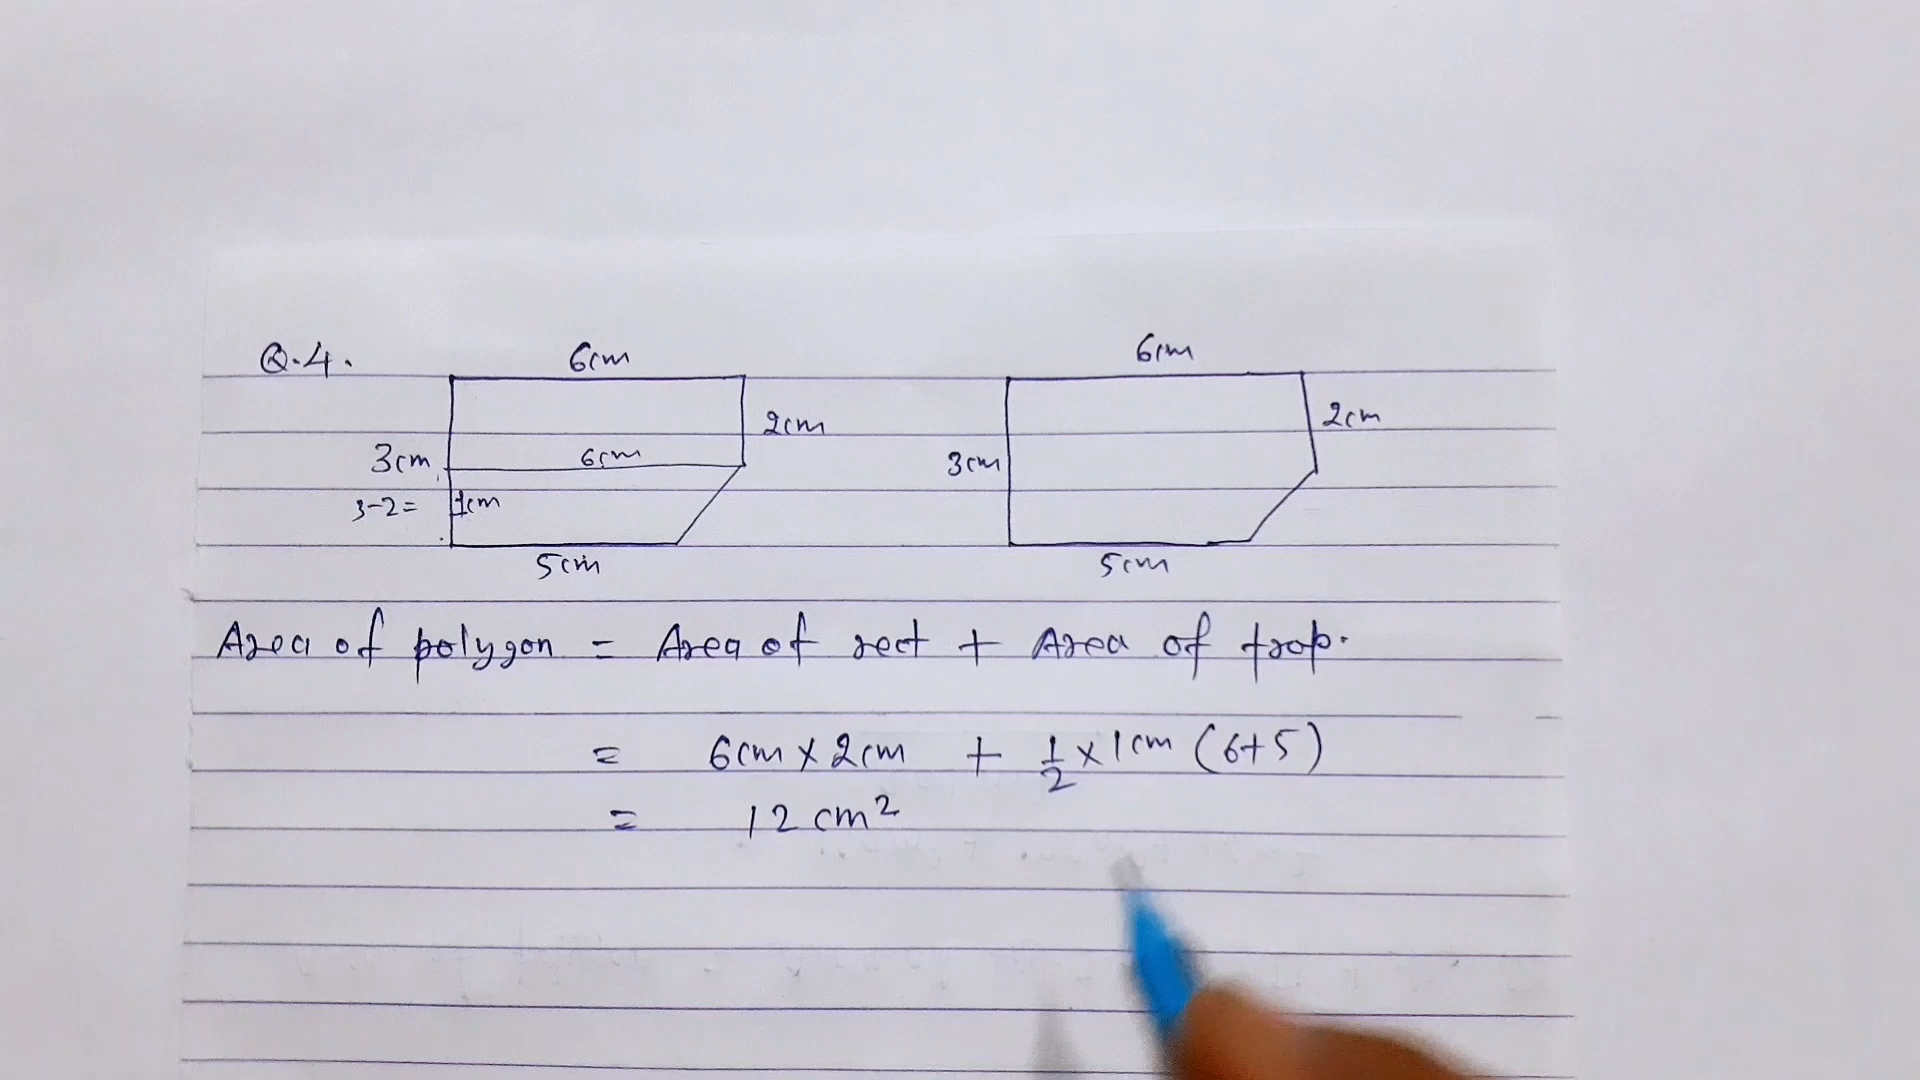 Q.4.
6cm
2cm
6cm
3cm
3-2= 1cm
5cm
6cm
2cm
3cm
5cm
Area of polygon = Area of rect + Area of trap.
= 6cm × 2cm + 1/2 × 1cm (6+5)
= 12 cm²